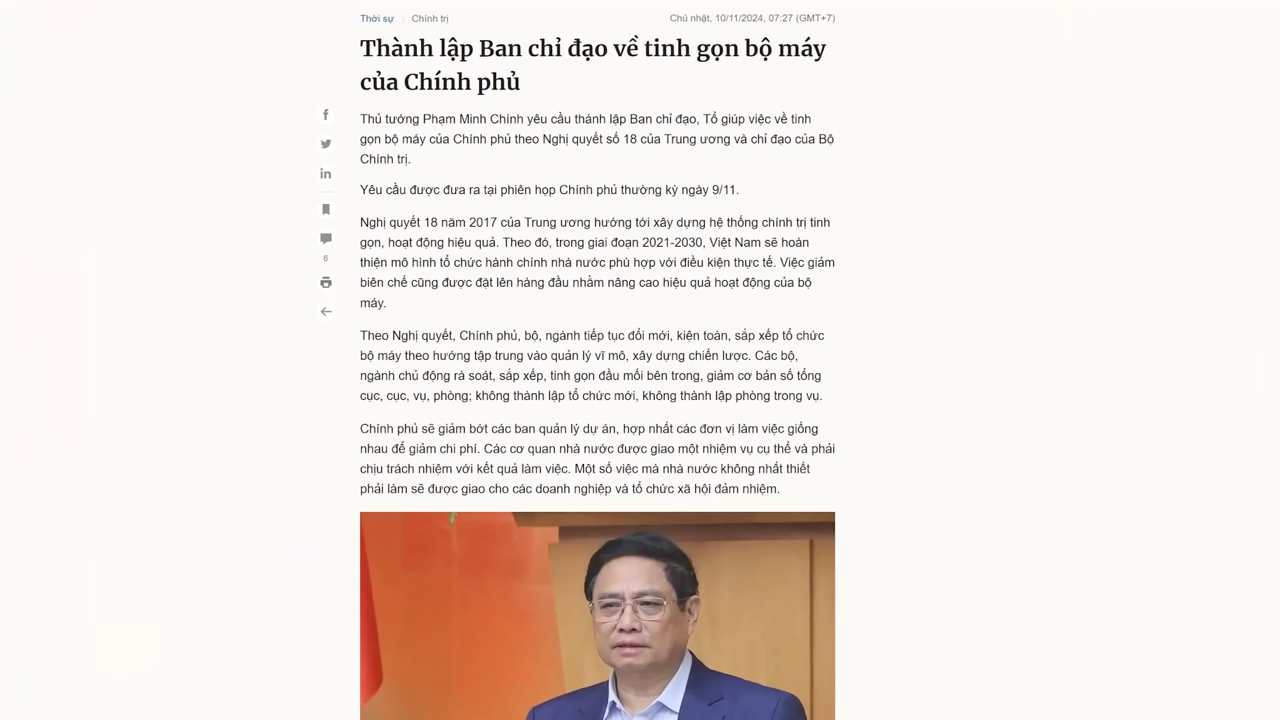 Thời sự > Chính trị Chủ nhật, 10/11/2024, 07:27 (GMT+7)
Thành lập Ban chỉ đạo về tinh gọn bộ máy
của Chính phủ
Thủ tướng Phạm Minh Chính yêu cầu thành lập Ban chỉ đạo, Tổ giúp việc về tinh
gọn bộ máy của Chính phủ theo Nghị quyết số 18 của Trung ương và chỉ đạo của Bộ
Chính trị.
Yêu cầu được đưa ra tại phiên họp Chính phủ thường kỳ ngày 9/11.
Nghị quyết 18 năm 2017 của Trung ương hướng tới xây dựng hệ thống chính trị tinh
gọn, hoạt động hiệu quả. Theo đó, trong giai đoạn 2021-2030, Việt Nam sẽ hoàn
thiện mô hình tổ chức hành chính nhà nước phù hợp với điều kiện thực tế. Việc giảm
biên chế cũng được đặt lên hàng đầu nhằm nâng cao hiệu quả hoạt động của bộ
máy.
Theo Nghị quyết, Chính phủ, bộ, ngành tiếp tục đổi mới, kiện toàn, sắp xếp tổ chức
bộ máy theo hướng tập trung vào quản lý vĩ mô, xây dựng chiến lược. Các bộ,
ngành chủ động rà soát, sắp xếp, tinh gọn đầu mối bên trong, giảm cơ bản số tổng
cục, cục, vụ, phòng; không thành lập tổ chức mới, không thành lập phòng trong vụ.
Chính phủ sẽ giảm bớt các ban quản lý dự án, hợp nhất các đơn vị làm việc giống
nhau để giảm chi phí. Các cơ quan nhà nước được giao một nhiệm vụ cụ thể và phải
chịu trách nhiệm với kết quả làm việc. Một số việc mà nhà nước không nhất thiết
phải làm sẽ được giao cho các doanh nghiệp và tổ chức xã hội đảm nhiệm.
6